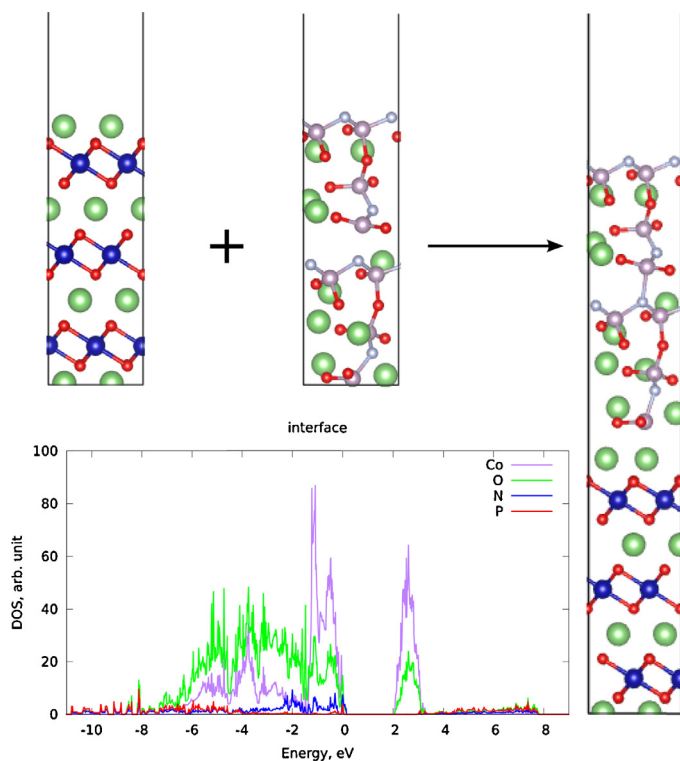 +
interface
100
80
60
40
20
0
DOS, arb. unit
Co
O
N
P
-10 -8 -6 -4 -2 0 2 4 6 8
Energy, eV